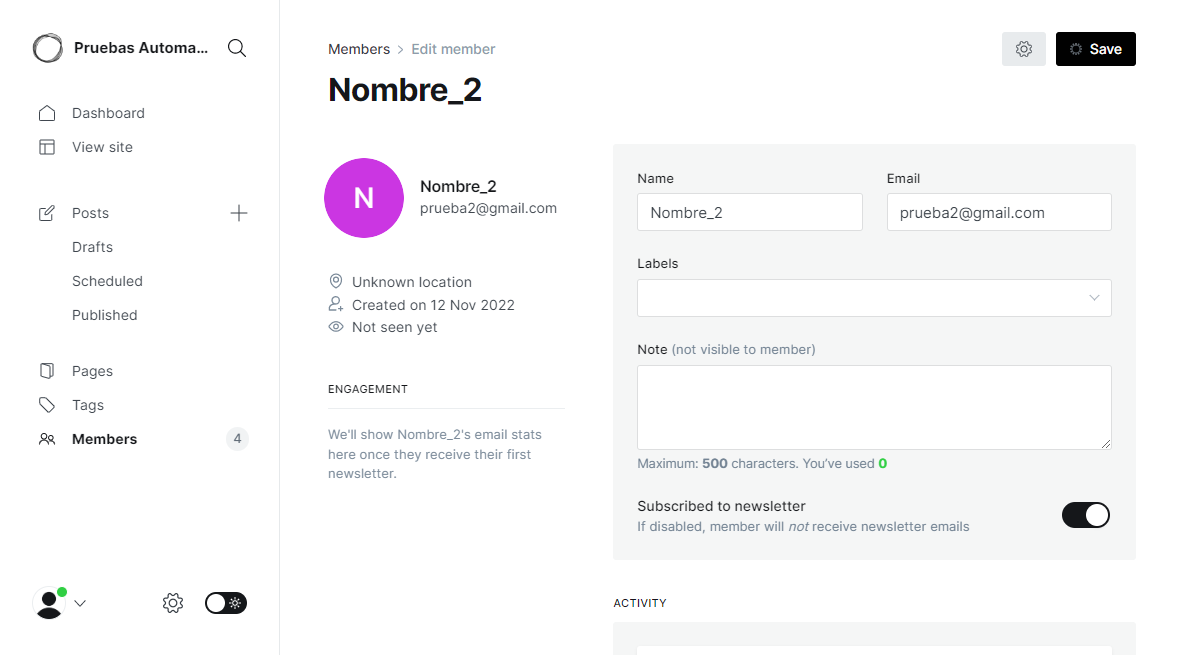 Pruebas Automa...
Dashboard
View site
Posts
Drafts
Scheduled
Published
Pages
Tags
Members 4
Members > Edit member
Save
Nombre_2
N
Nombre_2
prueba2@gmail.com
Unknown location
Created on 12 Nov 2022
Not seen yet
ENGAGEMENT
We'll show Nombre_2's email stats
here once they receive their first
newsletter.
Name Email
Nombre_2 prueba2@gmail.com
Labels
Note (not visible to member)
Maximum: 500 characters. You've used 0
Subscribed to newsletter
If disabled, member will not receive newsletter emails
ACTIVITY